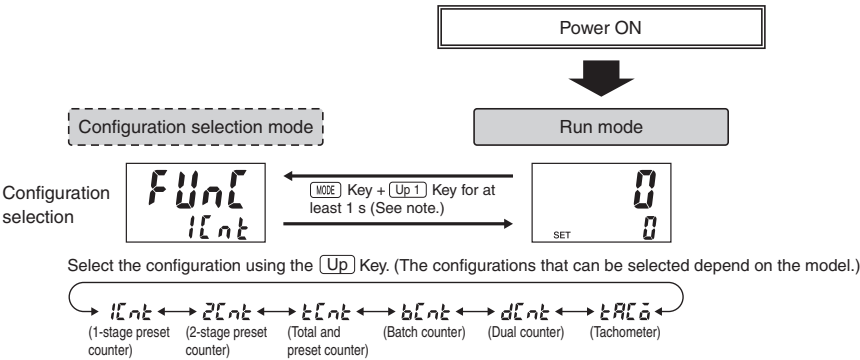 Power ON
Configuration selection mode
Run mode
Configuration
selection
FUnC
1Cnt
MODE Key + Up 1 Key for at
least 1 s (See note.)
0
SET 0
Select the configuration using the Up Key. (The configurations that can be selected depend on the model.)
1Cnt 2Cnt tCnt bCnt dCnt tACō
(1-stage preset
counter)
(2-stage preset
counter)
(Total and
preset counter)
(Batch counter)
(Dual counter)
(Tachometer)